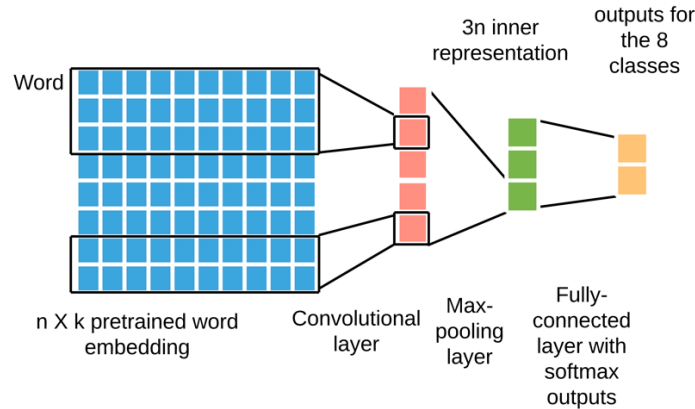 outputs for
the 8
classes
3n inner
representation
Word
n X k pretrained word
embedding
Convolutional
layer
Max-
pooling
layer
Fully-
connected
layer with
softmax
outputs